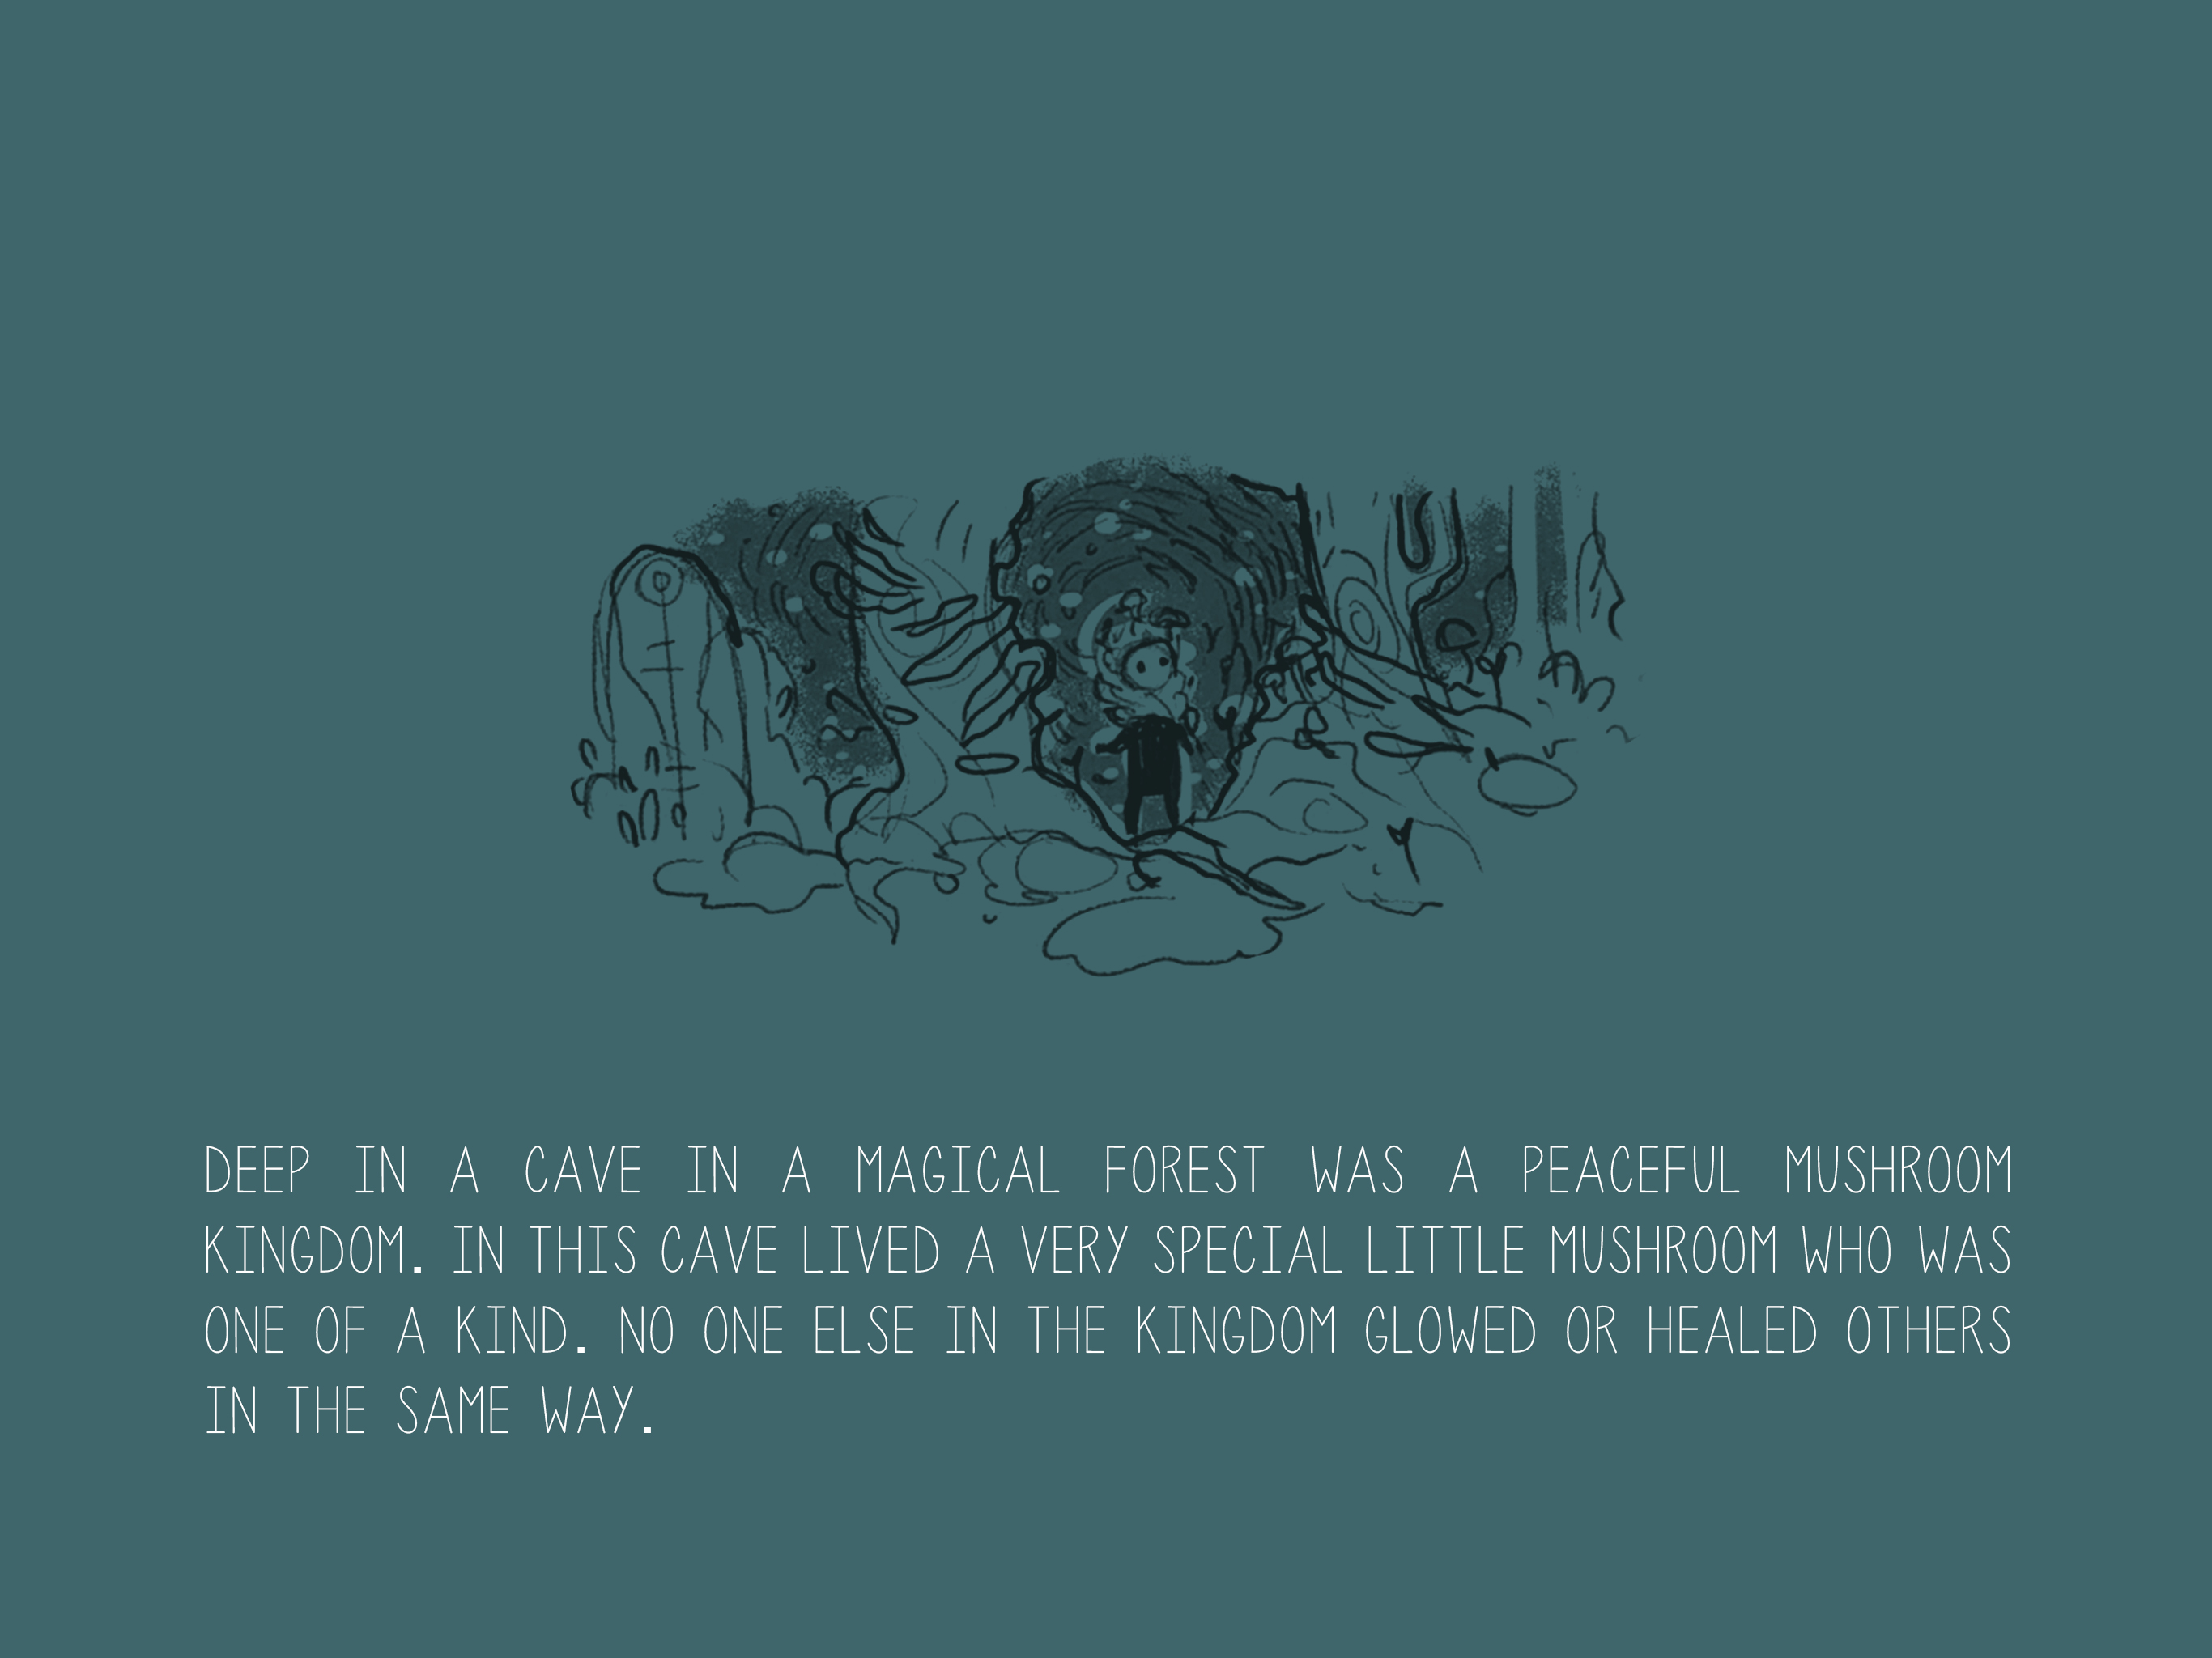 DEEP IN A CAVE IN A MAGICAL FOREST WAS A PEACEFUL MUSHROOM
KINGDOM. IN THIS CAVE LIVED A VERY SPECIAL LITTLE MUSHROOM WHO WAS
ONE OF A KIND. NO ONE ELSE IN THE KINGDOM GLOWED OR HEALED OTHERS
IN THE SAME WAY.